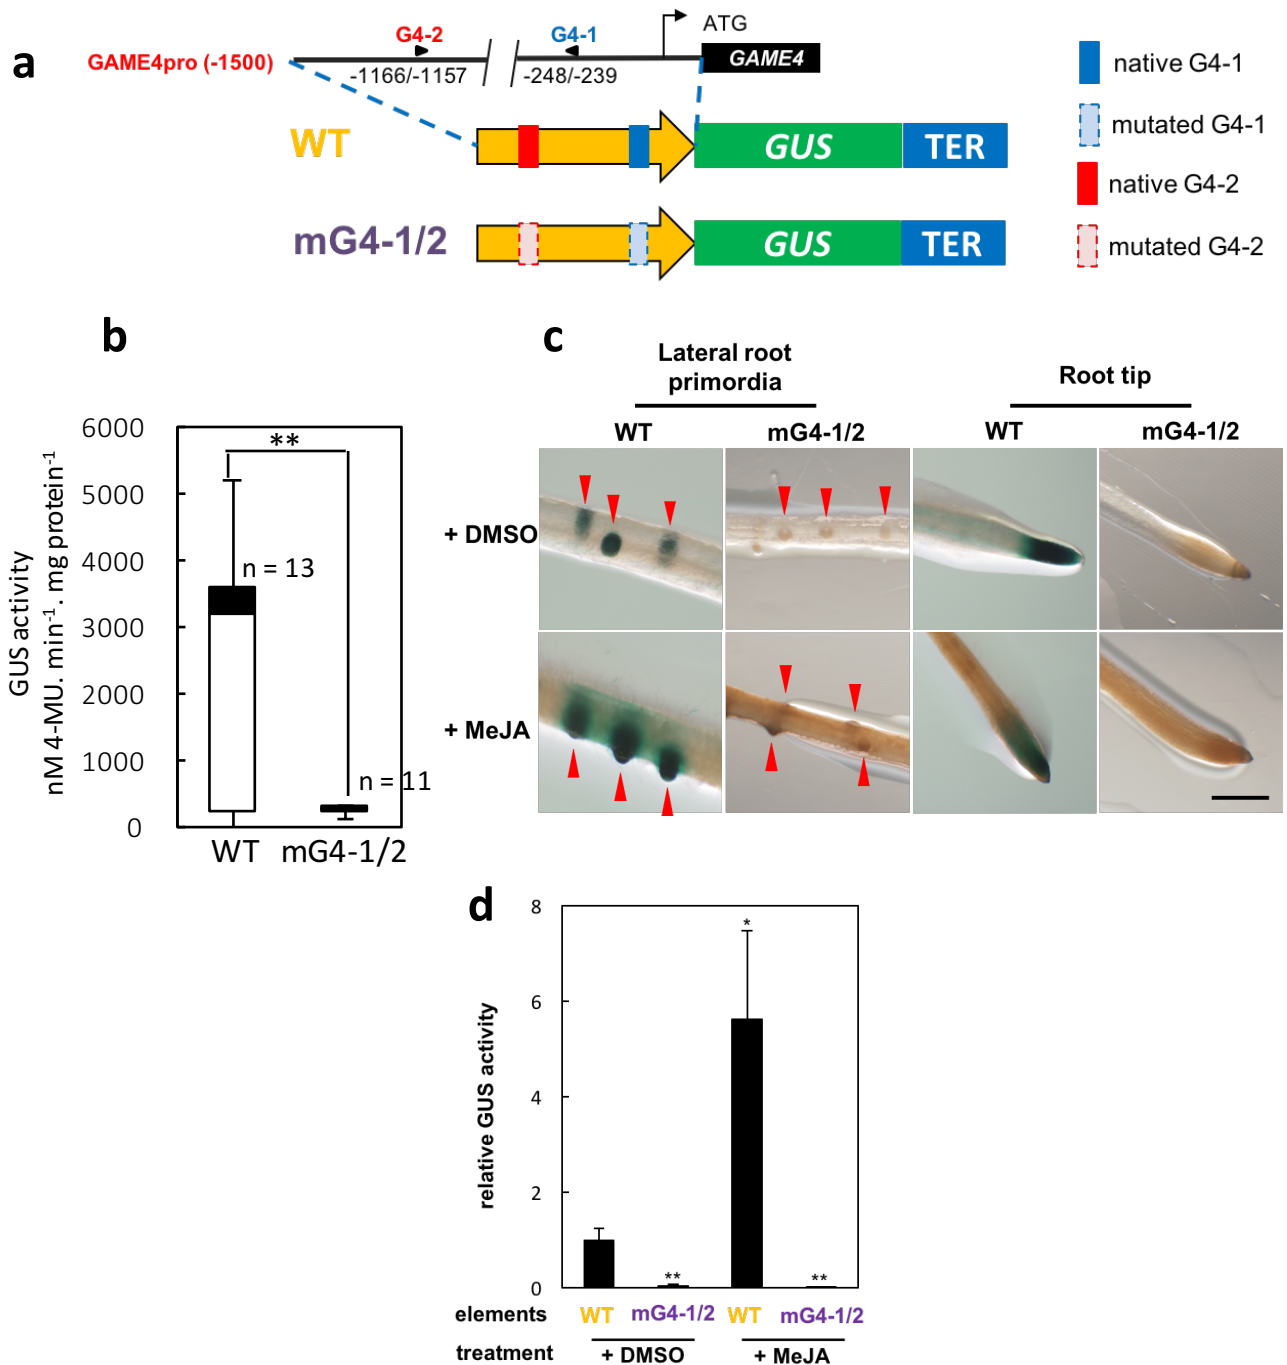 a
GAME4pro (-1500)
G4-2
G4-1
ATG
-1166/-1157
-248/-239
GAME4
WT
GUS
TER
mG4-1/2
GUS
TER
native G4-1
mutated G4-1
native G4-2
mutated G4-2
b
GUS activity
nM 4-MU. min⁻¹. mg protein⁻¹
6000
5000
4000
3000
2000
1000
0
**
n = 13
n = 11
WT
mG4-1/2
c
Lateral root
primordia
Root tip
WT
mG4-1/2
WT
mG4-1/2
+ DMSO
+ MeJA
d
relative GUS activity
8
6
4
2
0
**
*
**
elements
WT
mG4-1/2
WT
mG4-1/2
treatment
+ DMSO
+ MeJA